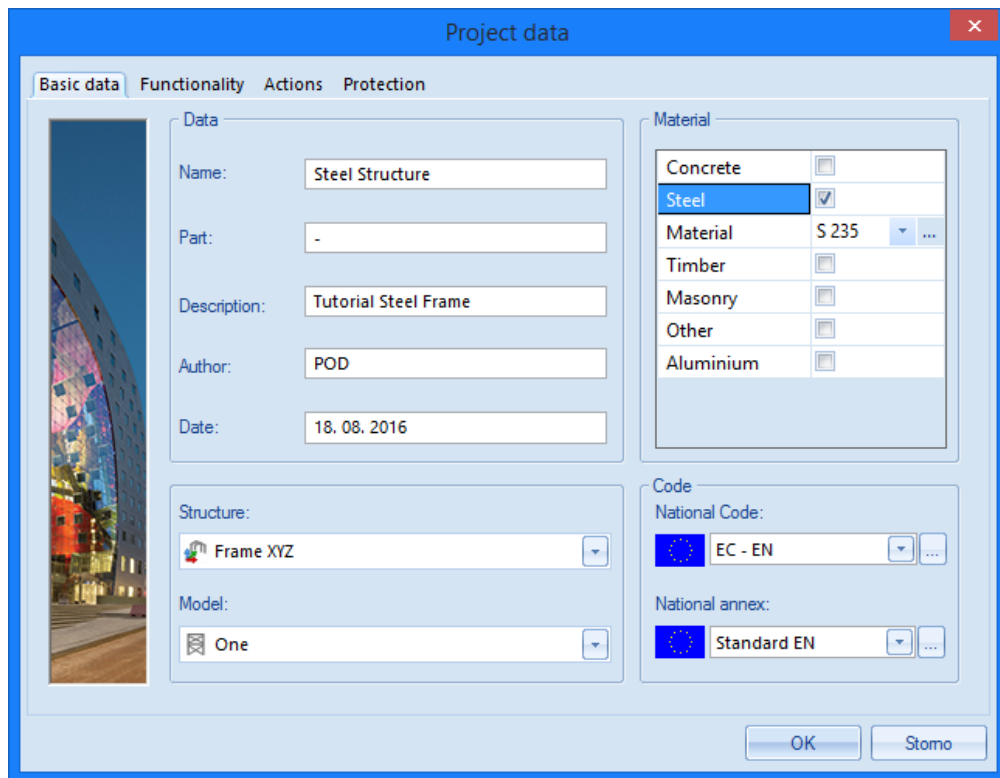 Project data
Basic data Functionality Actions Protection
Data
Name: Steel Structure
Part: -
Description: Tutorial Steel Frame
Author: POD
Date: 18. 08. 2016
Structure:
Frame XYZ
Model:
One
Material
Concrete
Steel
Material S 235 ...
Timber
Masonry
Other
Aluminium
Code
National Code:
EC - EN ...
National annex:
Standard EN ...
OK Storno